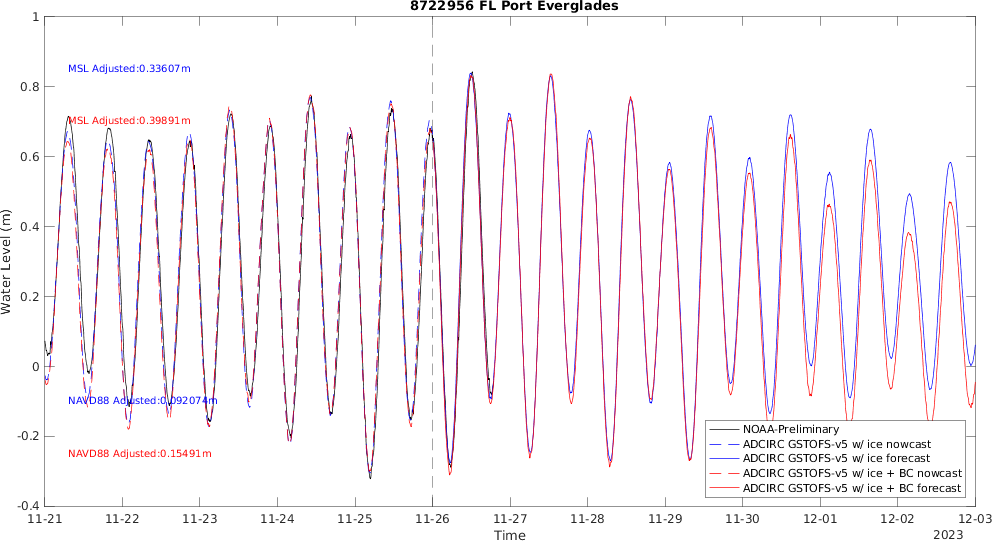 8722956 FL Port Everglades
1
0.8
0.6
0.4
0.2
0
-0.2
-0.4
Water Level (m)
MSL Adjusted:0.33607m
MSL Adjusted:0.39891m
NAVD88 Adjusted:0.092074m
NAVD88 Adjusted:0.15491m
NOAA-Preliminary
ADCIRC GSTOFS-v5 w/ ice nowcast
ADCIRC GSTOFS-v5 w/ ice forecast
ADCIRC GSTOFS-v5 w/ ice + BC nowcast
ADCIRC GSTOFS-v5 w/ ice + BC forecast
11-21 11-22 11-23 11-24 11-25 11-26 11-27 11-28 11-29 11-30 12-01 12-02 12-03
Time
2023